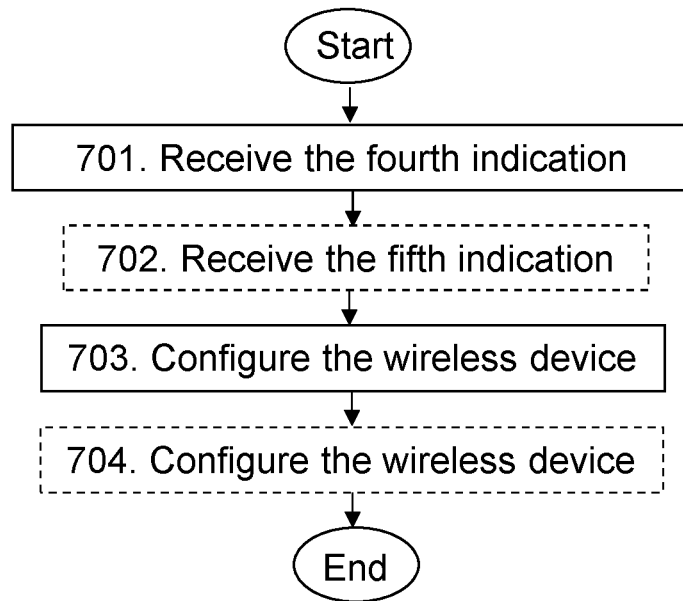 Start
701. Receive the fourth indication
702. Receive the fifth indication
703. Configure the wireless device
704. Configure the wireless device
End